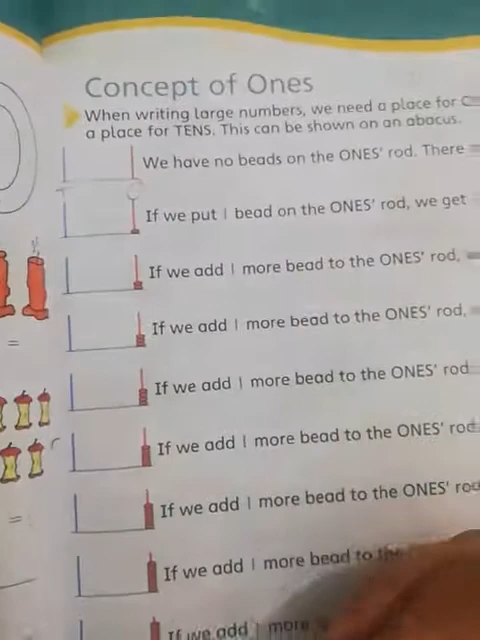 Concept of Ones
When writing large numbers, we need a place for
a place for TENS. This can be shown on an abacus.
We have no beads on the ONES' rod. There
If we put 1 bead on the ONES' rod, we get
If we add 1 more bead to the ONES' rod,
If we add 1 more bead to the ONES' rod,
=
If we add 1 more bead to the ONES' rod
If we add 1 more bead to the ONES' rod
If we add 1 more bead to the ONES' rod
=
If we add 1 more bead to the
If we add 1 more